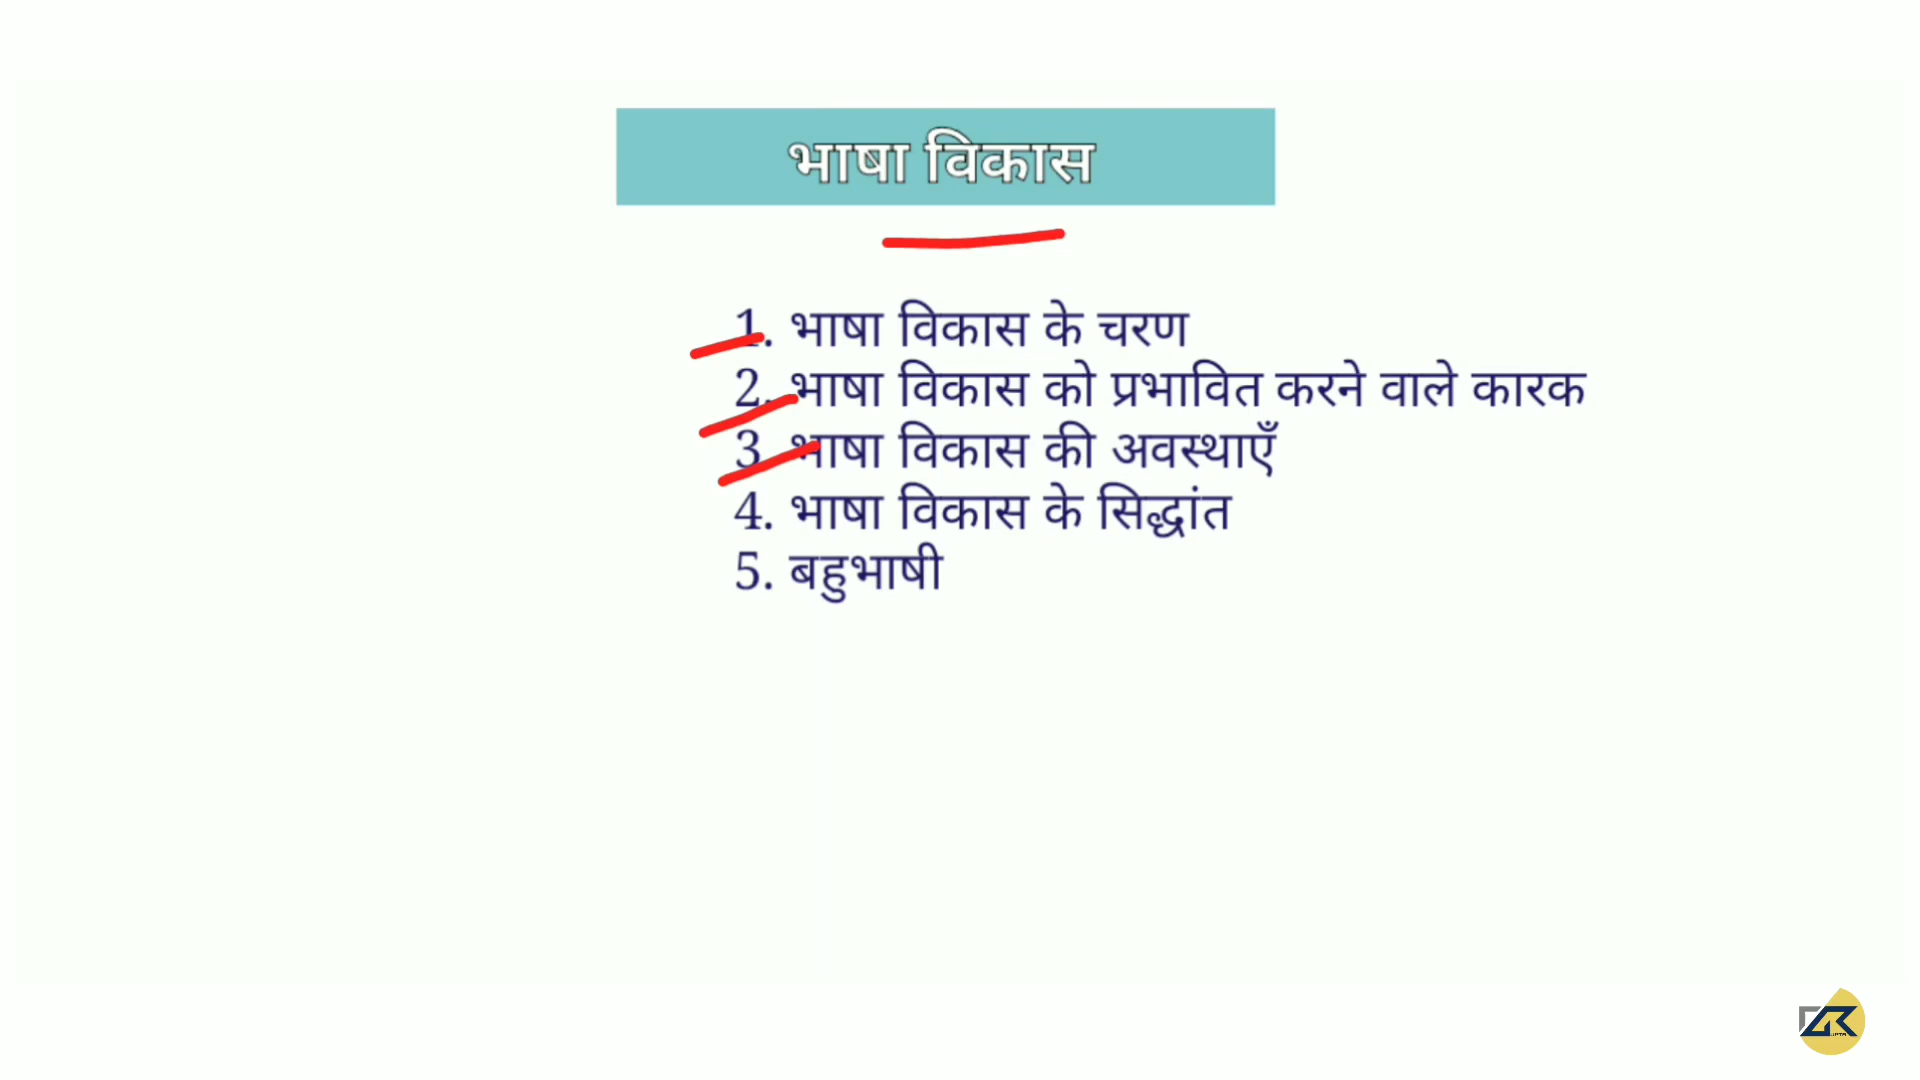 भाषा विकास
1. भाषा विकास के चरण
2. भाषा विकास को प्रभावित करने वाले कारक
3. भाषा विकास की अवस्थाएँ
4. भाषा विकास के सिद्धांत
5. बहुभाषी